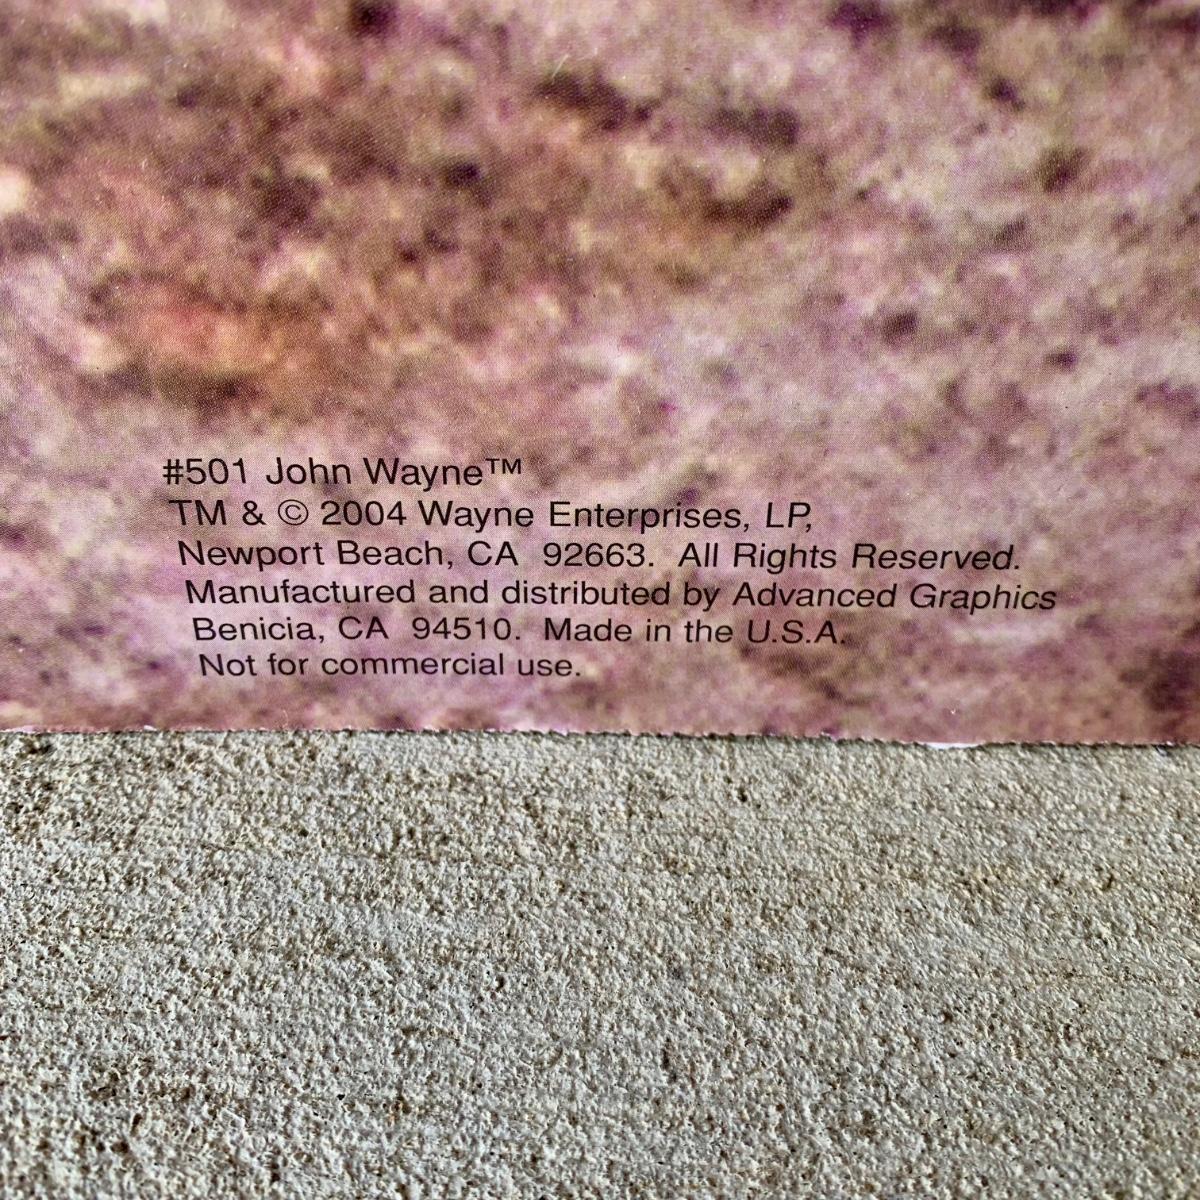 #501 John Wayne™
TM & © 2004 Wayne Enterprises, LP,
Newport Beach, CA 92663. All Rights Reserved.
Manufactured and distributed by Advanced Graphics
Benicia, CA 94510. Made in the U.S.A.
Not for commercial use.